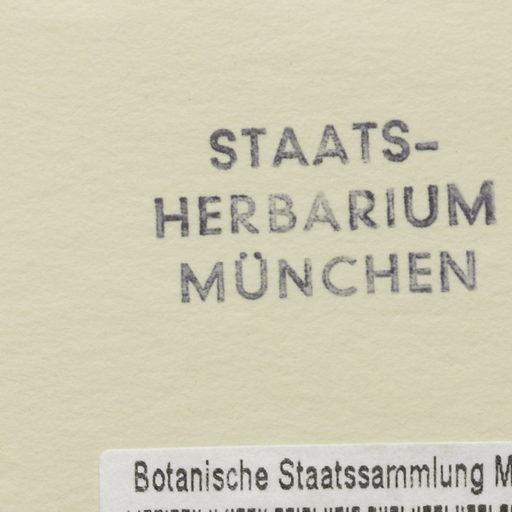 STAATS-
HERBARIUM
MÜNCHEN
Botanische Staatssammlung